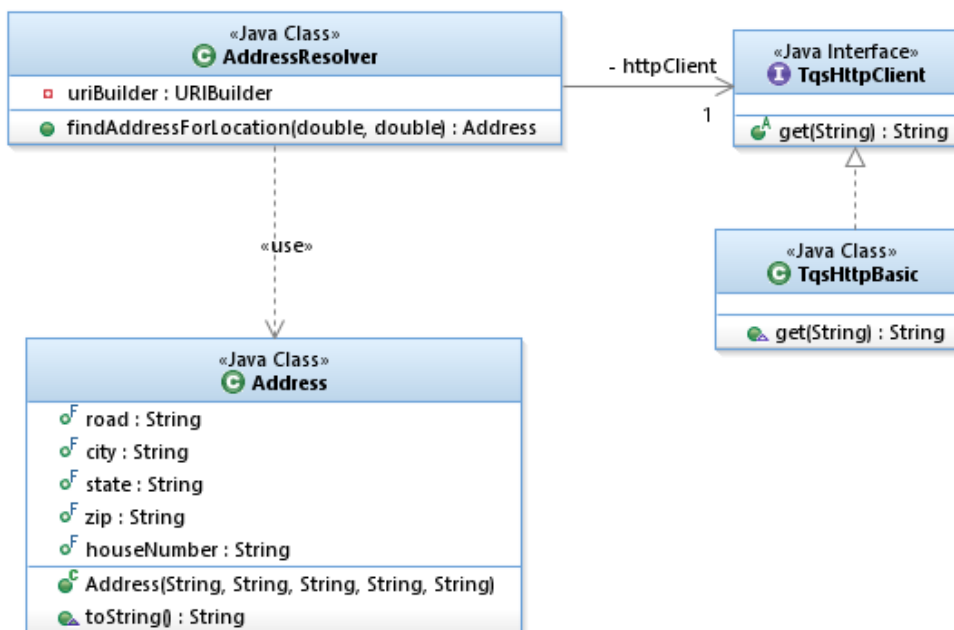 «Java Class»
AddressResolver
uriBuilder : URIBuilder
findAddressForLocation(double, double) : Address
- httpClient
1
«Java Interface»
TqsHttpClient
get(String) : String
«Java Class»
TqsHttpBasic
get(String) : String
«use»
«Java Class»
Address
road : String
city : String
state : String
zip : String
houseNumber : String
Address(String, String, String, String, String)
toString() : String